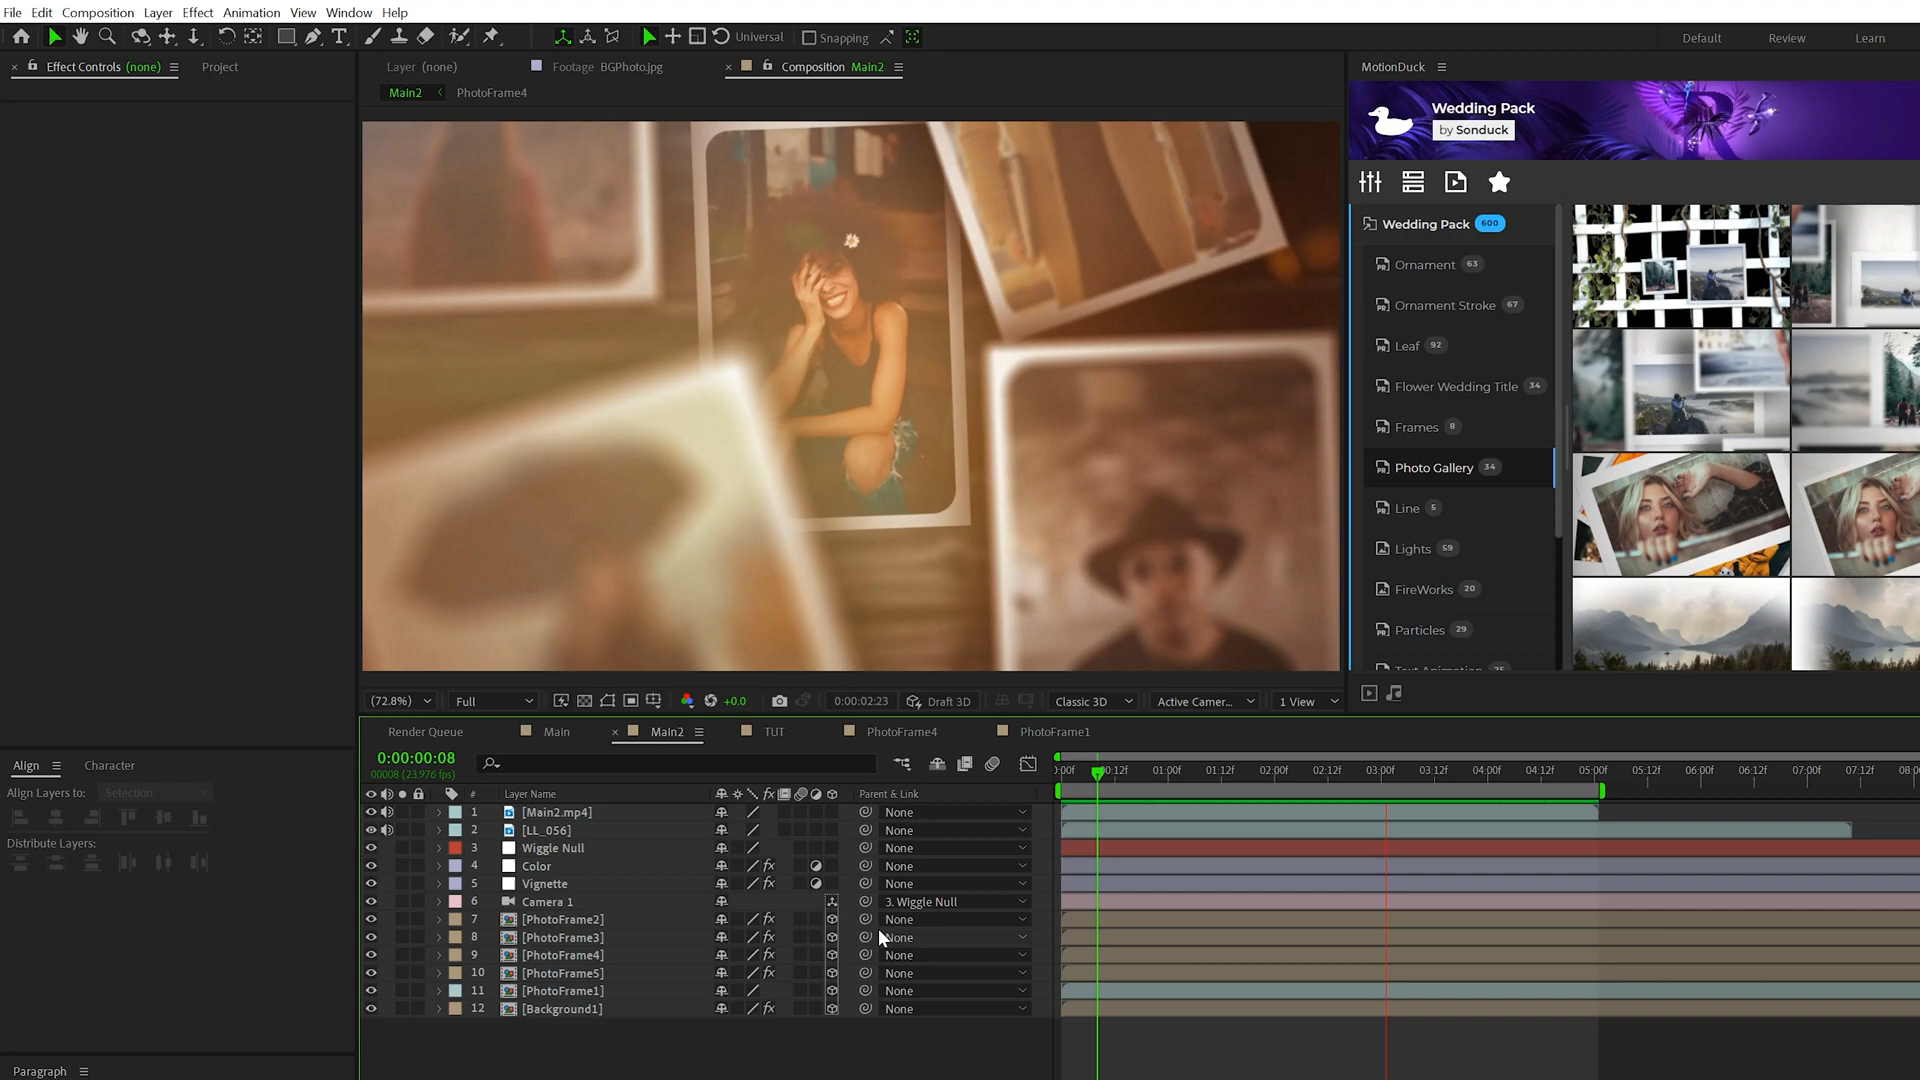 File Edit Composition Layer Effect Animation View Window Help
Universal Snapping Default Review Learn
Effect Controls (none) Project
Layer (none) Footage BGPhoto.jpg Composition Main2
Main2 PhotoFrame4
MotionDuck
Wedding Pack
by Sonduck
Wedding Pack 600
Ornament 63
Ornament Stroke 67
Leaf 92
Flower Wedding Title 34
Frames 8
Photo Gallery 34
Line 5
Lights 59
FireWorks 20
Particles 29
(72.8%) Full +0.0 0:00:02:23 Draft 3D Classic 3D Active Camer... 1 View
Render Queue Main Main2 TUT PhotoFrame4 PhotoFrame1
0:00:00:08
00008 (23.976 fps)
00:12f 01:00f 01:12f 02:00f 02:12f 03:00f 03:12f 04:00f 04:12f 05:00f 05:12f 06:00f 06:12f 07:00f 07:12f
Align Character
Align Layers to: Selection
Distribute Layers:
# Layer Name Parent & Link
1 [Main2.mp4] None
2 [LL_056] None
3 Wiggle Null None
4 Color fx None
5 Vignette fx None
6 Camera 1 3. Wiggle Null
7 [PhotoFrame2] fx None
8 [PhotoFrame3] fx None
9 [PhotoFrame4] fx None
10 [PhotoFrame5] fx None
11 [PhotoFrame1] None
12 [Background1] fx None
Paragraph